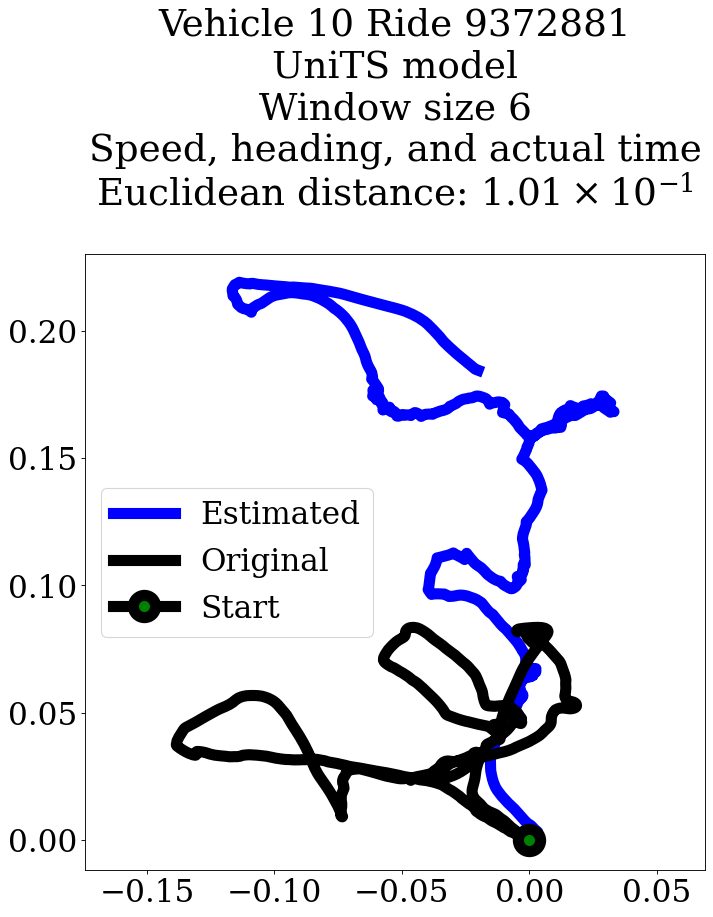 Vehicle 10 Ride 9372881
UniTS model
Window size 6
Speed, heading, and actual time
Euclidean distance: 1.01 × 10⁻¹
0.20
0.15
Estimated
Original
Start
0.10
0.05
0.00
−0.15 −0.10 −0.05 0.00 0.05